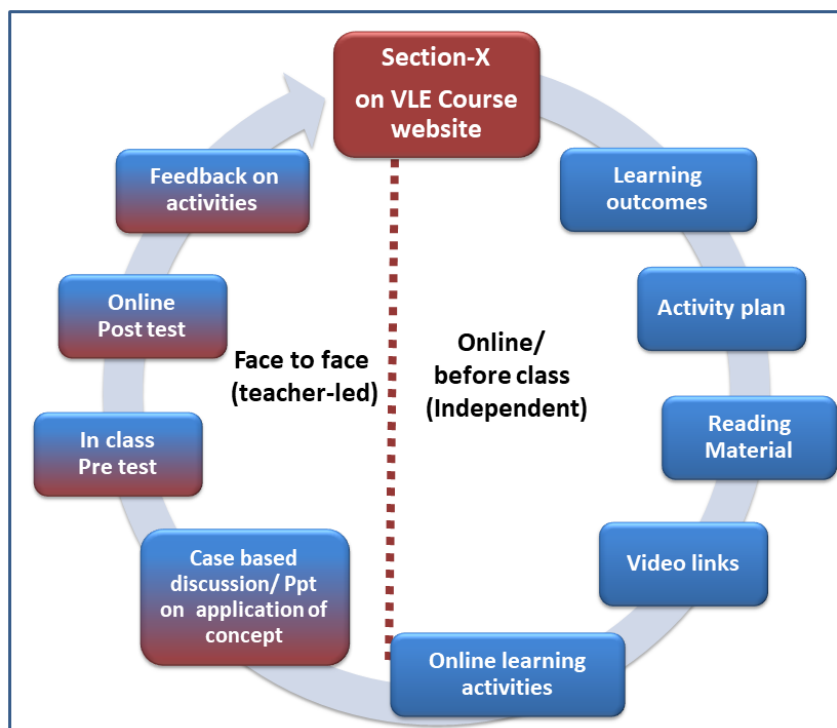 Section-X
on VLE Course
website
Learning
outcomes
Activity plan
Reading
Material
Video links
Online learning
activities
Case based
discussion/ Ppt
on application of
concept
In class
Pre test
Online
Post test
Feedback on
activities
Face to face
(teacher-led)
Online/
before class
(Independent)